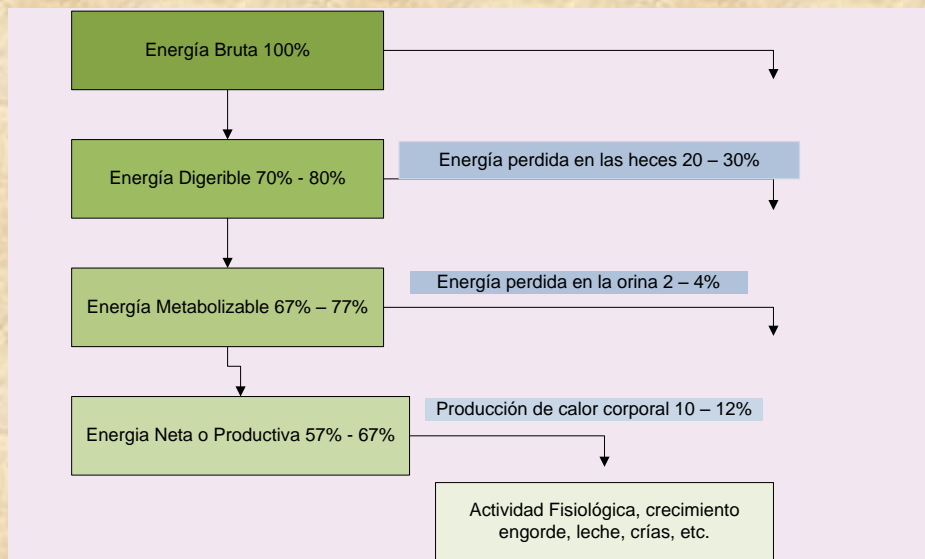 Energía Bruta 100%
Energía perdida en las heces 20 – 30%
Energía Digerible 70% - 80%
Energía perdida en la orina 2 – 4%
Energía Metabolizable 67% – 77%
Producción de calor corporal 10 – 12%
Energia Neta o Productiva 57% - 67%
Actividad Fisiológica, crecimiento
engorde, leche, crías, etc.